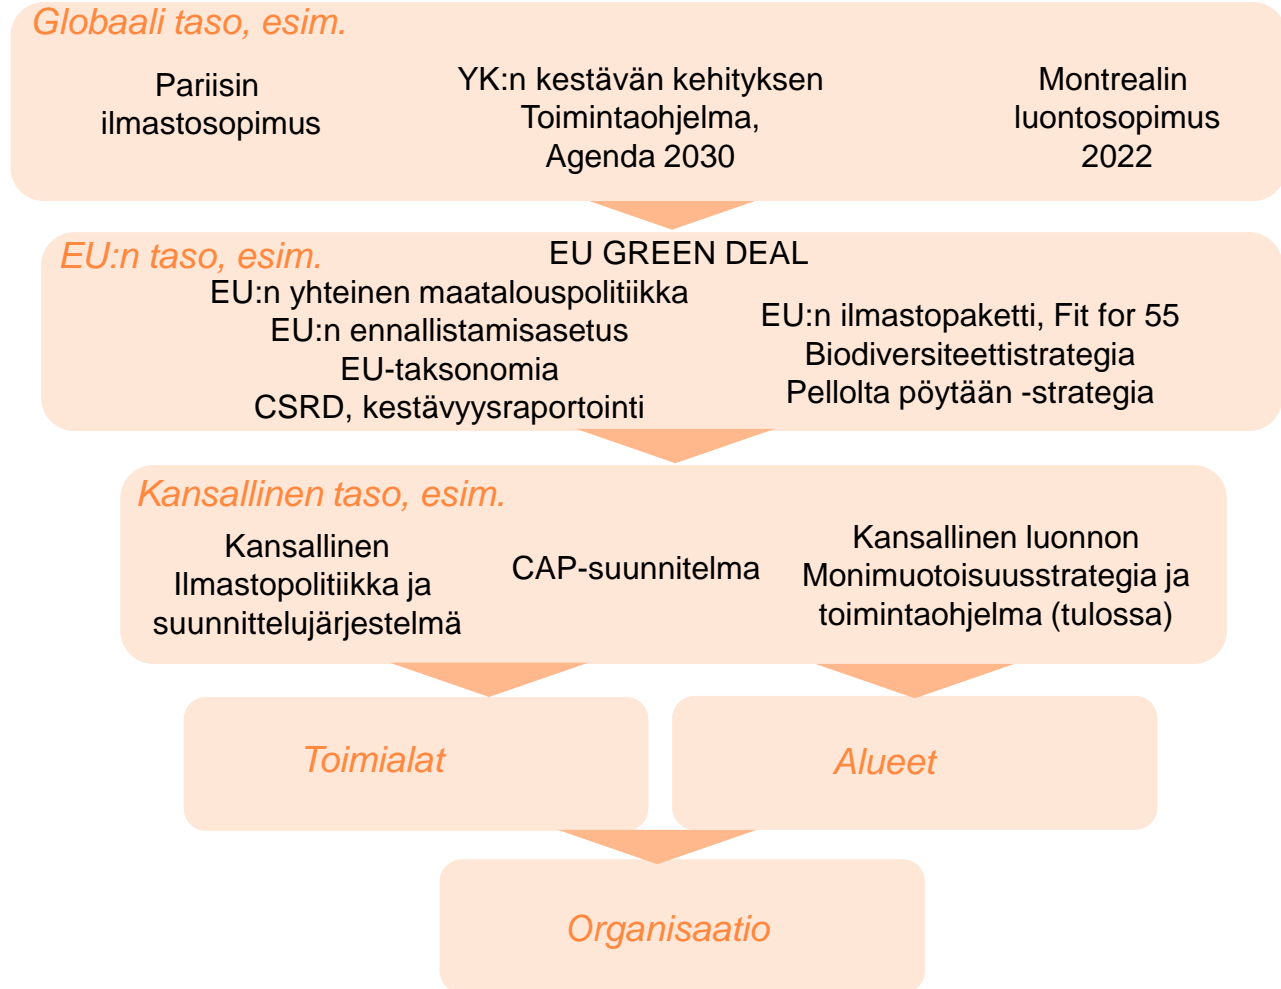 Globaali taso, esim.
Pariisin
ilmastosopimus
YK:n kestävän kehityksen
Toimintaohjelma,
Agenda 2030
Montrealin
luontosopimus
2022
EU:n taso, esim.
EU GREEN DEAL
EU:n yhteinen maatalouspolitiikka
EU:n ennallistamisasetus
EU-taksonomia
CSRD, kestävyysraportointi
EU:n ilmastopaketti, Fit for 55
Biodiversiteettistrategia
Pellolta pöytään -strategia
Kansallinen taso, esim.
Kansallinen
Ilmastopolitiikka ja
suunnittelujärjestelmä
CAP-suunnitelma
Kansallinen luonnon
Monimuotoisuusstrategia ja
toimintaohjelma (tulossa)
Toimialat
Alueet
Organisaatio